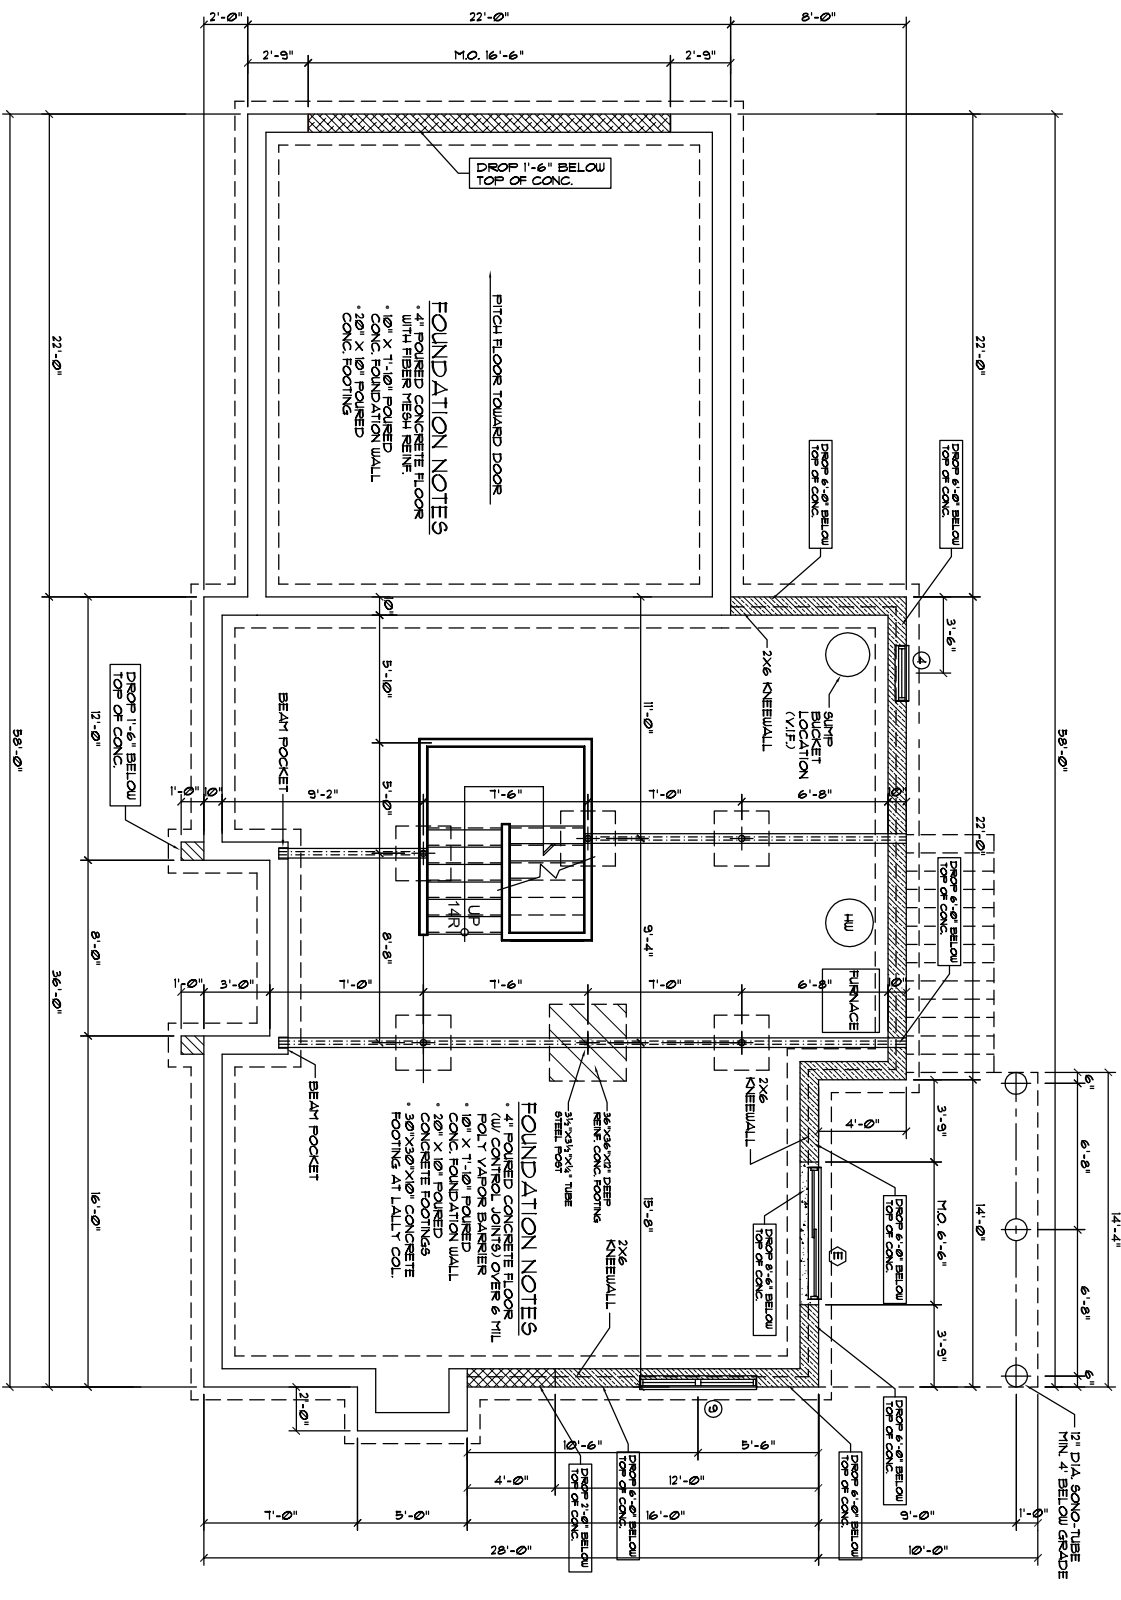 2'-0"
22'-0"
8'-0"
2'-9"
M.O. 16'-6"
2'-9"
DROP 1'-6" BELOW
TOP OF CONC.
PITCH FLOOR TOWARD DOOR
FOUNDATION NOTES
• 4" POURED CONCRETE FLOOR
WITH FIBER MESH REINF.
• 10" X 7'-10" POURED
CONC. FOUNDATION WALL
• 20" X 10" POURED
CONC. FOOTING
22'-0"
22'-0"
58'-0"
58'-0"
DROP 6'-0" BELOW
TOP OF CONC.
DROP 6'-0" BELOW
TOP OF CONC.
3'-6"
4
10"
5'-10"
11'-0"
2X6 KNEEWALL
SUMP
BUCKET
LOCATION
(V.I.F.)
BEAM POCKET
DROP 1'-6" BELOW
TOP OF CONC.
12'-0"
1'-0"
10"
9'-2"
5'-0"
7'-6"
7'-0"
6'-8"
10"
22'-0"
DROP 6'-0" BELOW
TOP OF CONC.
UP
14R
HW
FURNACE
8'-0"
36'-0"
8'-8"
9'-4"
1'-0"
3'-0"
7'-0"
7'-6"
7'-0"
6'-8"
10"
BEAM POCKET
2X6
KNEEWALL
36"X36"X12" DEEP
REINF. CONC. FOOTING
3½"X3½"X¼" TUBE
STEEL POST
FOUNDATION NOTES
• 4" POURED CONCRETE FLOOR
(W/ CONTROL JOINTS) OVER 6 MIL
POLY VAPOR BARRIER
• 10" X 7'-10" POURED
CONC. FOUNDATION WALL
• 20" X 10" POURED
CONCRETE FOOTINGS
• 30"X30"X10" CONCRETE
FOOTING AT LALLY COL.
16'-0"
15'-8"
2X6
KNEEWALL
4'-0"
3'-9"
M.O. 6'-6"
3'-9"
14'-0"
6"
6'-8"
6'-8"
6"
14'-4"
DROP 6'-0" BELOW
TOP OF CONC.
E
DROP 8'-6" BELOW
TOP OF CONC.
9
2'-0"
DROP 6'-0" BELOW
TOP OF CONC.
12" DIA. SONO-TUBE
MIN. 4' BELOW GRADE
10'-6"
5'-6"
DROP 6'-0" BELOW
TOP OF CONC.
DROP 6'-0" BELOW
TOP OF CONC.
DROP 2'-0" BELOW
TOP OF CONC.
4'-0"
12'-0"
7'-0"
5'-0"
16'-0"
9'-0"
1'-0"
28'-0"
10'-0"